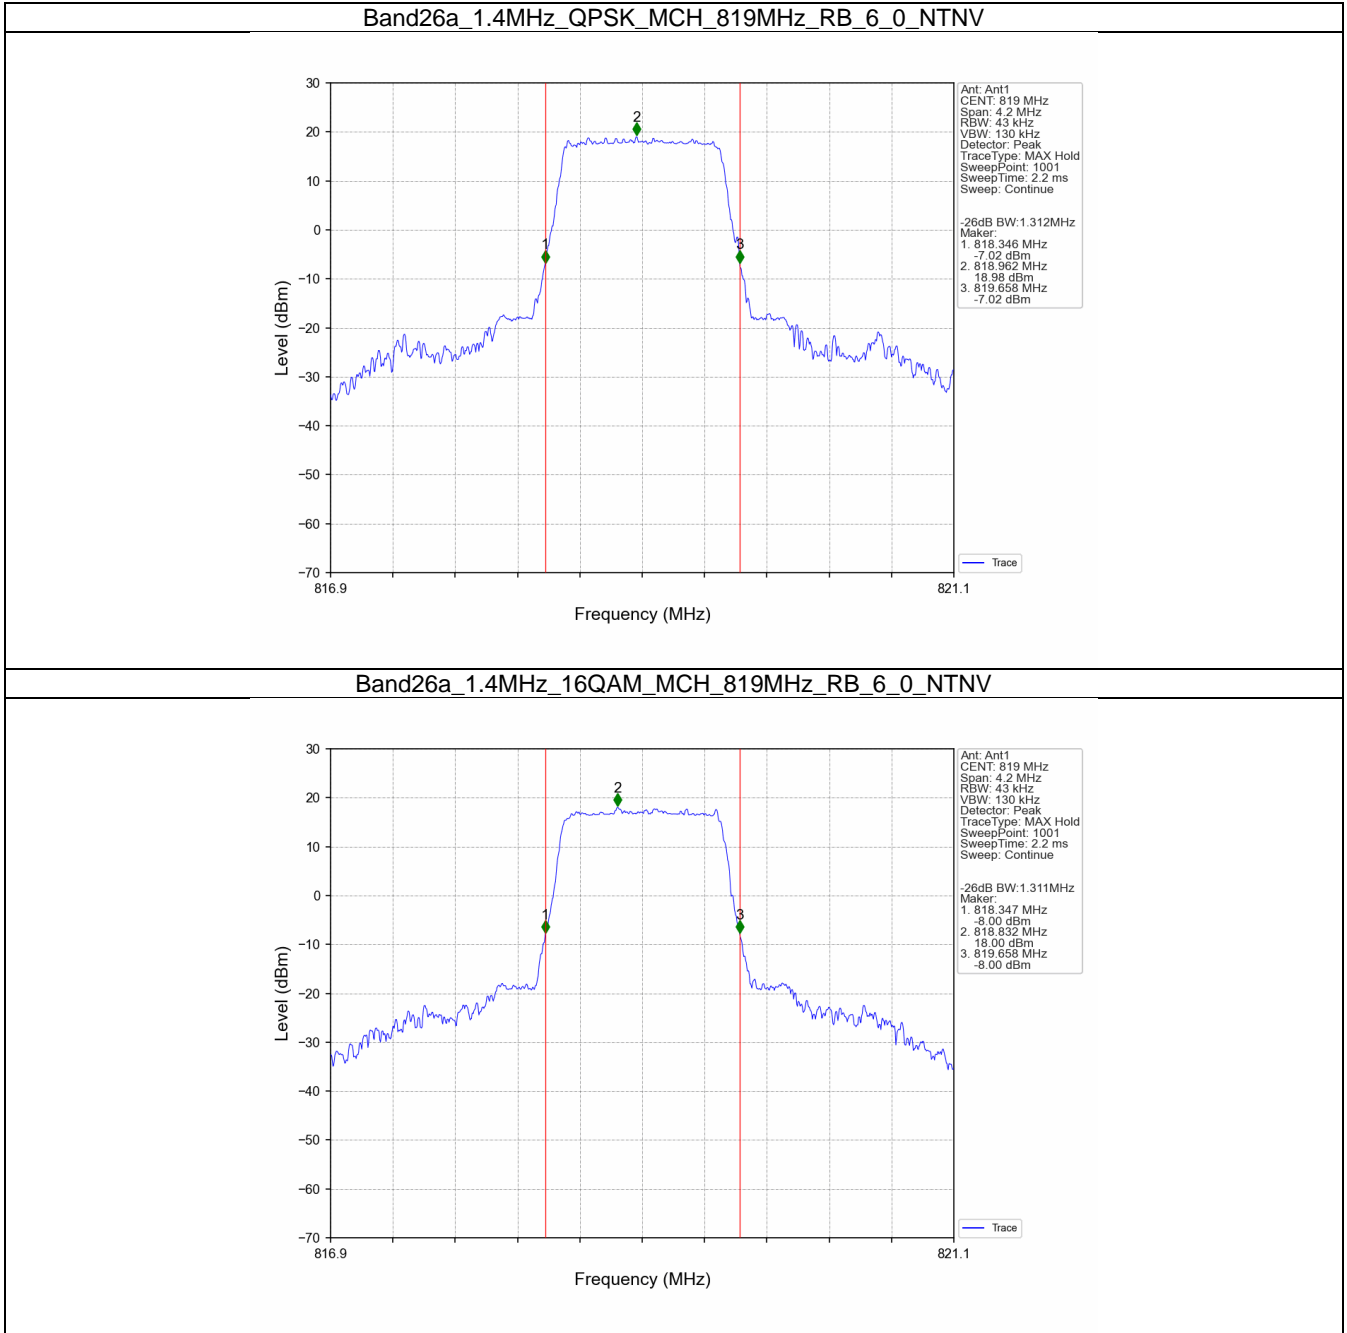 Band26a_1.4MHz_QPSK_MCH_819MHz_RB_6_0_NTNV
30
20
10
0
−10
−20
−30
−40
−50
−60
−70
Level (dBm)
816.9
821.1
Frequency (MHz)
1
2
3
Ant: Ant1
CENT: 819 MHz
Span: 4.2 MHz
RBW: 43 kHz
VBW: 130 kHz
Detector: Peak
TraceType: MAX Hold
SweepPoint: 1001
SweepTime: 2.2 ms
Sweep: Continue
-26dB BW:1.312MHz
Maker:
1. 818.346 MHz
-7.02 dBm
2. 818.962 MHz
18.98 dBm
3. 819.658 MHz
-7.02 dBm
Trace
Band26a_1.4MHz_16QAM_MCH_819MHz_RB_6_0_NTNV
30
20
10
0
−10
−20
−30
−40
−50
−60
−70
Level (dBm)
816.9
821.1
Frequency (MHz)
1
2
3
Ant: Ant1
CENT: 819 MHz
Span: 4.2 MHz
RBW: 43 kHz
VBW: 130 kHz
Detector: Peak
TraceType: MAX Hold
SweepPoint: 1001
SweepTime: 2.2 ms
Sweep: Continue
-26dB BW:1.311MHz
Maker:
1. 818.347 MHz
-8.00 dBm
2. 818.832 MHz
18.00 dBm
3. 819.658 MHz
-8.00 dBm
Trace